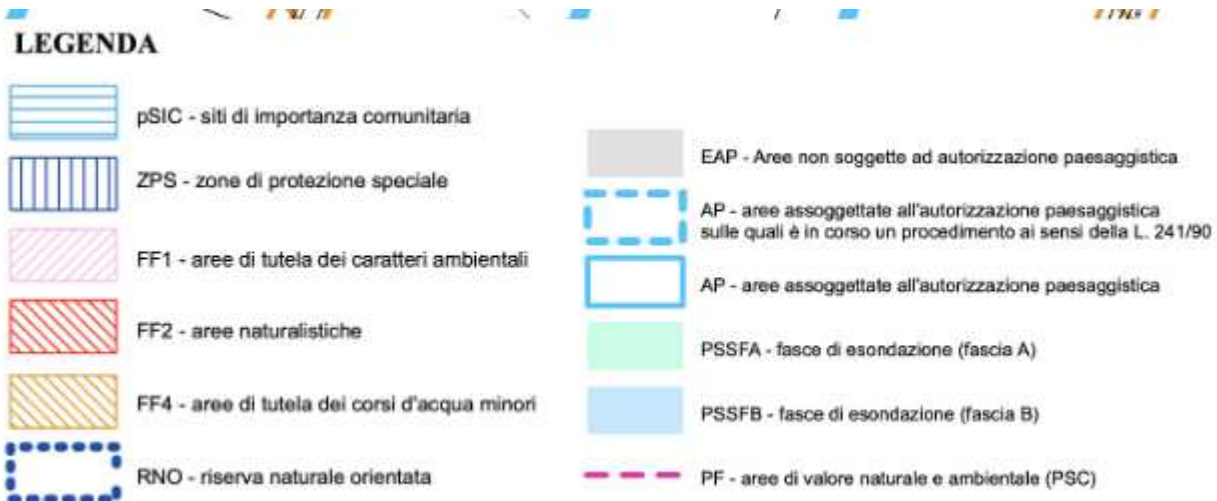 LEGENDA
pSIC - siti di importanza comunitaria
ZPS - zone di protezione speciale
FF1 - aree di tutela dei caratteri ambientali
FF2 - aree naturalistiche
FF4 - aree di tutela dei corsi d'acqua minori
RNO - riserva naturale orientata
EAP - Aree non soggette ad autorizzazione paesaggistica
AP - aree assoggettate all'autorizzazione paesaggistica
sulle quali è in corso un procedimento ai sensi della L. 241/90
AP - aree assoggettate all'autorizzazione paesaggistica
PSSFA - fasce di esondazione (fascia A)
PSSFB - fasce di esondazione (fascia B)
PF - aree di valore naturale e ambientale (PSC)